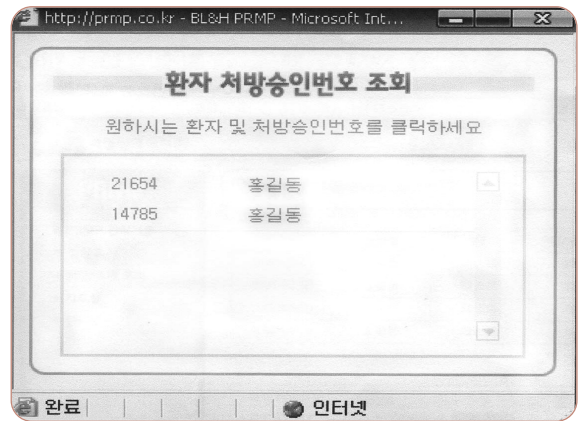 http://prmp.co.kr - BL&H PRMP - Microsoft Int...
환자 처방승인번호 조회
원하시는 환자 및 처방승인번호를 클릭하세요
21654 홍길동
14785 홍길동
완료 인터넷